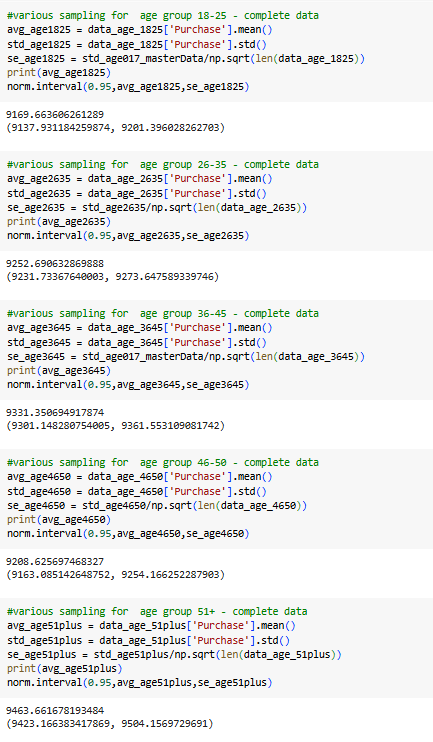 #various sampling for  age group 18-25 - complete data
avg_age1825 = data_age_1825['Purchase'].mean()
std_age1825 = data_age_1825['Purchase'].std()
se_age1825 = std_age017_masterData/np.sqrt(len(data_age_1825))
print(avg_age1825)
norm.interval(0.95,avg_age1825,se_age1825)
9169.663606261289
(9137.931184259874, 9201.396028262703)
#various sampling for  age group 26-35 - complete data
avg_age2635 = data_age_2635['Purchase'].mean()
std_age2635 = data_age_2635['Purchase'].std()
se_age2635 = std_age2635/np.sqrt(len(data_age_2635))
print(avg_age2635)
norm.interval(0.95,avg_age2635,se_age2635)
9252.690632869888
(9231.73367640003, 9273.647589339746)
#various sampling for  age group 36-45 - complete data
avg_age3645 = data_age_3645['Purchase'].mean()
std_age3645 = data_age_3645['Purchase'].std()
se_age3645 = std_age017_masterData/np.sqrt(len(data_age_3645))
print(avg_age3645)
norm.interval(0.95,avg_age3645,se_age3645)
9331.350694917874
(9301.148280754005, 9361.553109081742)
#various sampling for  age group 46-50 - complete data
avg_age4650 = data_age_4650['Purchase'].mean()
std_age4650 = data_age_4650['Purchase'].std()
se_age4650 = std_age4650/np.sqrt(len(data_age_4650))
print(avg_age4650)
norm.interval(0.95,avg_age4650,se_age4650)
9208.625697468327
(9163.085142648752, 9254.166252287903)
#various sampling for  age group 51+ - complete data
avg_age51plus = data_age_51plus['Purchase'].mean()
std_age51plus = data_age_51plus['Purchase'].std()
se_age51plus = std_age51plus/np.sqrt(len(data_age_51plus))
print(avg_age51plus)
norm.interval(0.95,avg_age51plus,se_age51plus)
9463.661678193484
(9423.166383417869, 9504.1569729691)